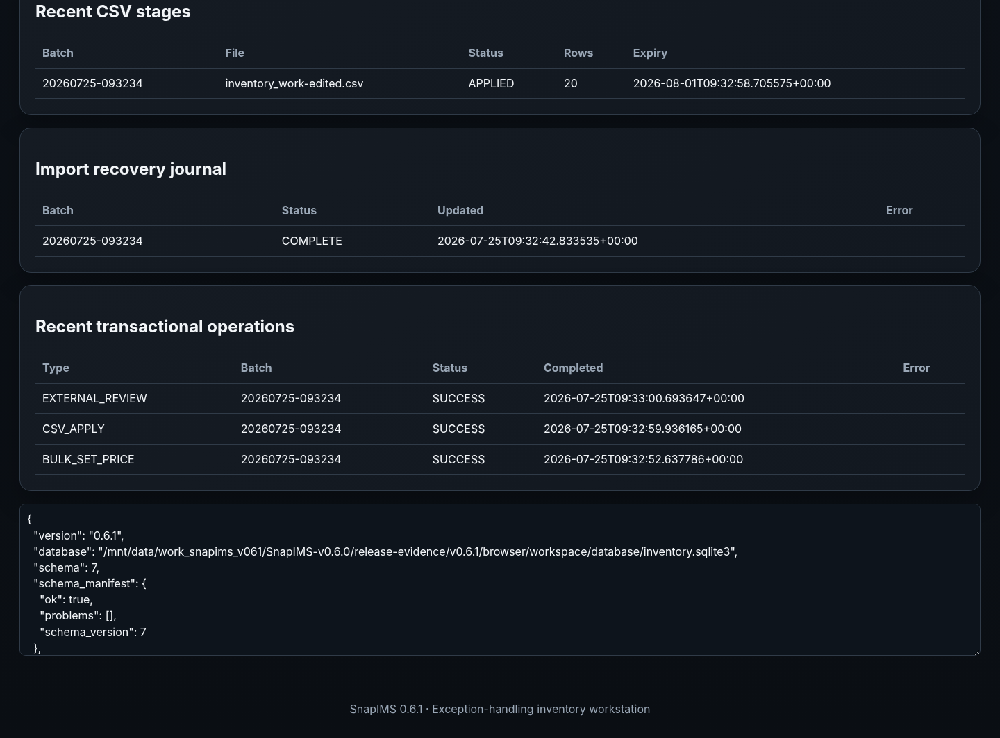 Recent CSV stages
Batch File Status Rows Expiry
20260725-093234 inventory_work-edited.csv APPLIED 20 2026-08-01T09:32:58.705575+00:00
Import recovery journal
Batch Status Updated Error
20260725-093234 COMPLETE 2026-07-25T09:32:42.833535+00:00
Recent transactional operations
Type Batch Status Completed Error
EXTERNAL_REVIEW 20260725-093234 SUCCESS 2026-07-25T09:33:00.693647+00:00
CSV_APPLY 20260725-093234 SUCCESS 2026-07-25T09:32:59.936165+00:00
BULK_SET_PRICE 20260725-093234 SUCCESS 2026-07-25T09:32:52.637786+00:00
{
"version": "0.6.1",
"database": "/mnt/data/work_snapims_v061/SnapIMS-v0.6.0/release-evidence/v0.6.1/browser/workspace/database/inventory.sqlite3",
"schema": 7,
"schema_manifest": {
"ok": true,
"problems": [],
"schema_version": 7
},
SnapIMS 0.6.1 · Exception-handling inventory workstation